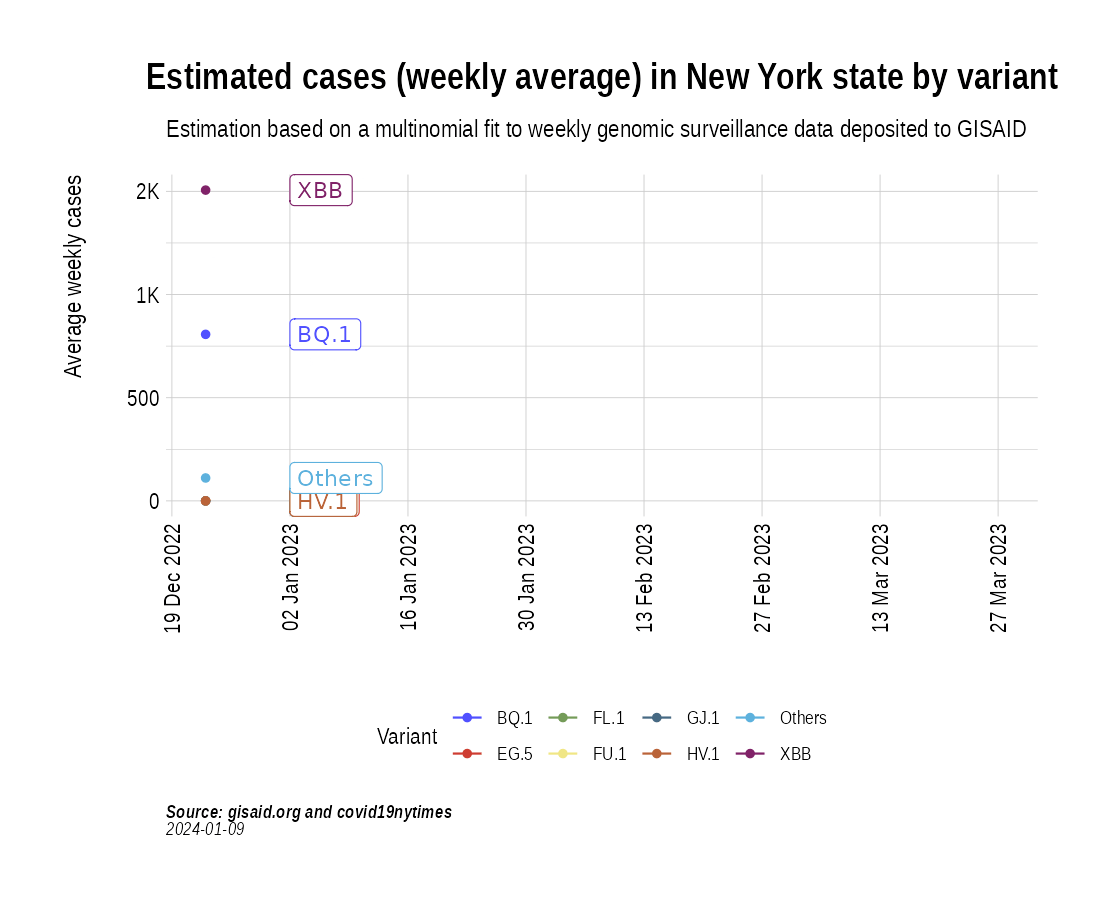 Estimated cases (weekly average) in New York state by variant
Estimation based on a multinomial fit to weekly genomic surveillance data deposited to GISAID
Average weekly cases
2K
1K
500
0
XBB
BQ.1
Others
HV.1
19 Dec 2022
02 Jan 2023
16 Jan 2023
30 Jan 2023
13 Feb 2023
27 Feb 2023
13 Mar 2023
27 Mar 2023
Variant
BQ.1 FL.1 GJ.1 Others
EG.5 FU.1 HV.1 XBB
Source: gisaid.org and covid19nytimes
2024-01-09